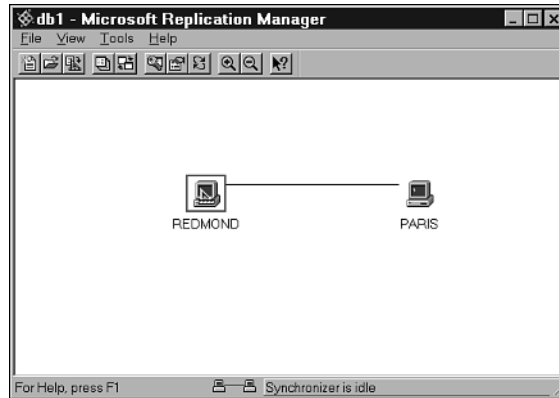 db1 - Microsoft Replication Manager
File View Tools Help
REDMOND PARIS
For Help, press F1 Synchronizer is idle